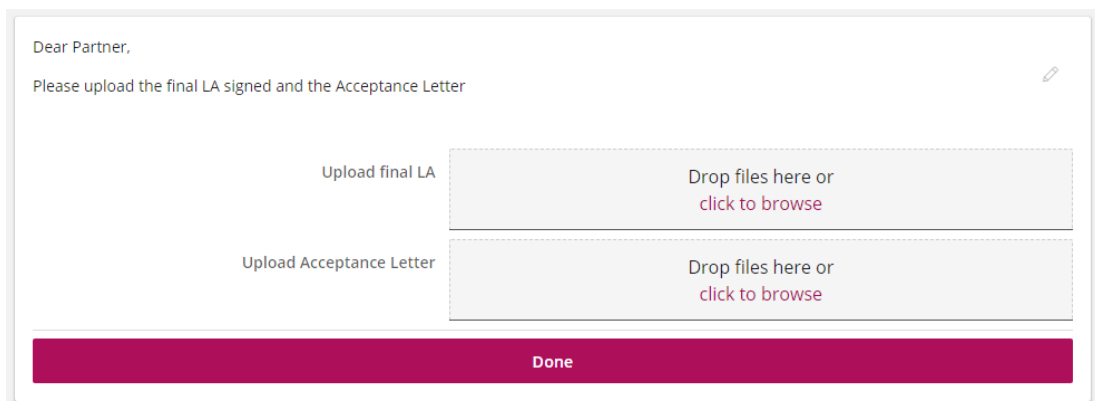 Dear Partner,
Please upload the final LA signed and the Acceptance Letter
Upload final LA
Drop files here or
click to browse
Upload Acceptance Letter
Drop files here or
click to browse
Done